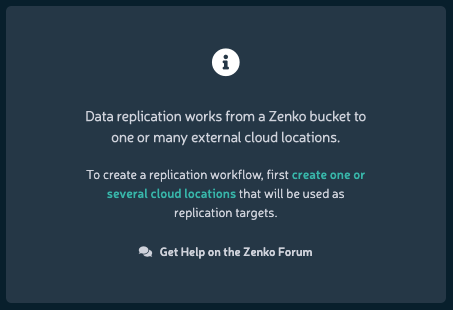 Data replication works from a Zenko bucket to
one or many external cloud locations.
To create a replication workflow, first create one or
several cloud locations that will be used as
replication targets.
Get Help on the Zenko Forum